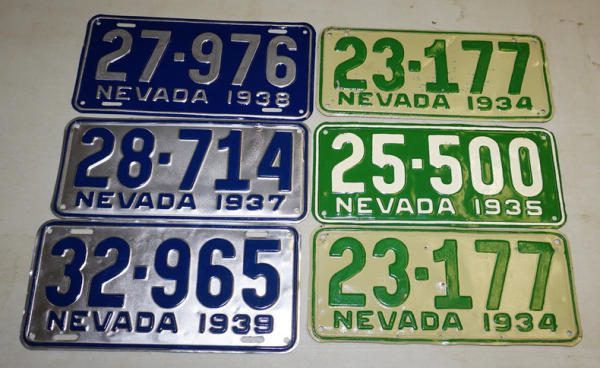 27-976
NEVADA 1938
23-177
NEVADA 1934
28-714
NEVADA 1937
25-500
NEVADA 1935
32-965
NEVADA 1939
23-177
NEVADA 1934